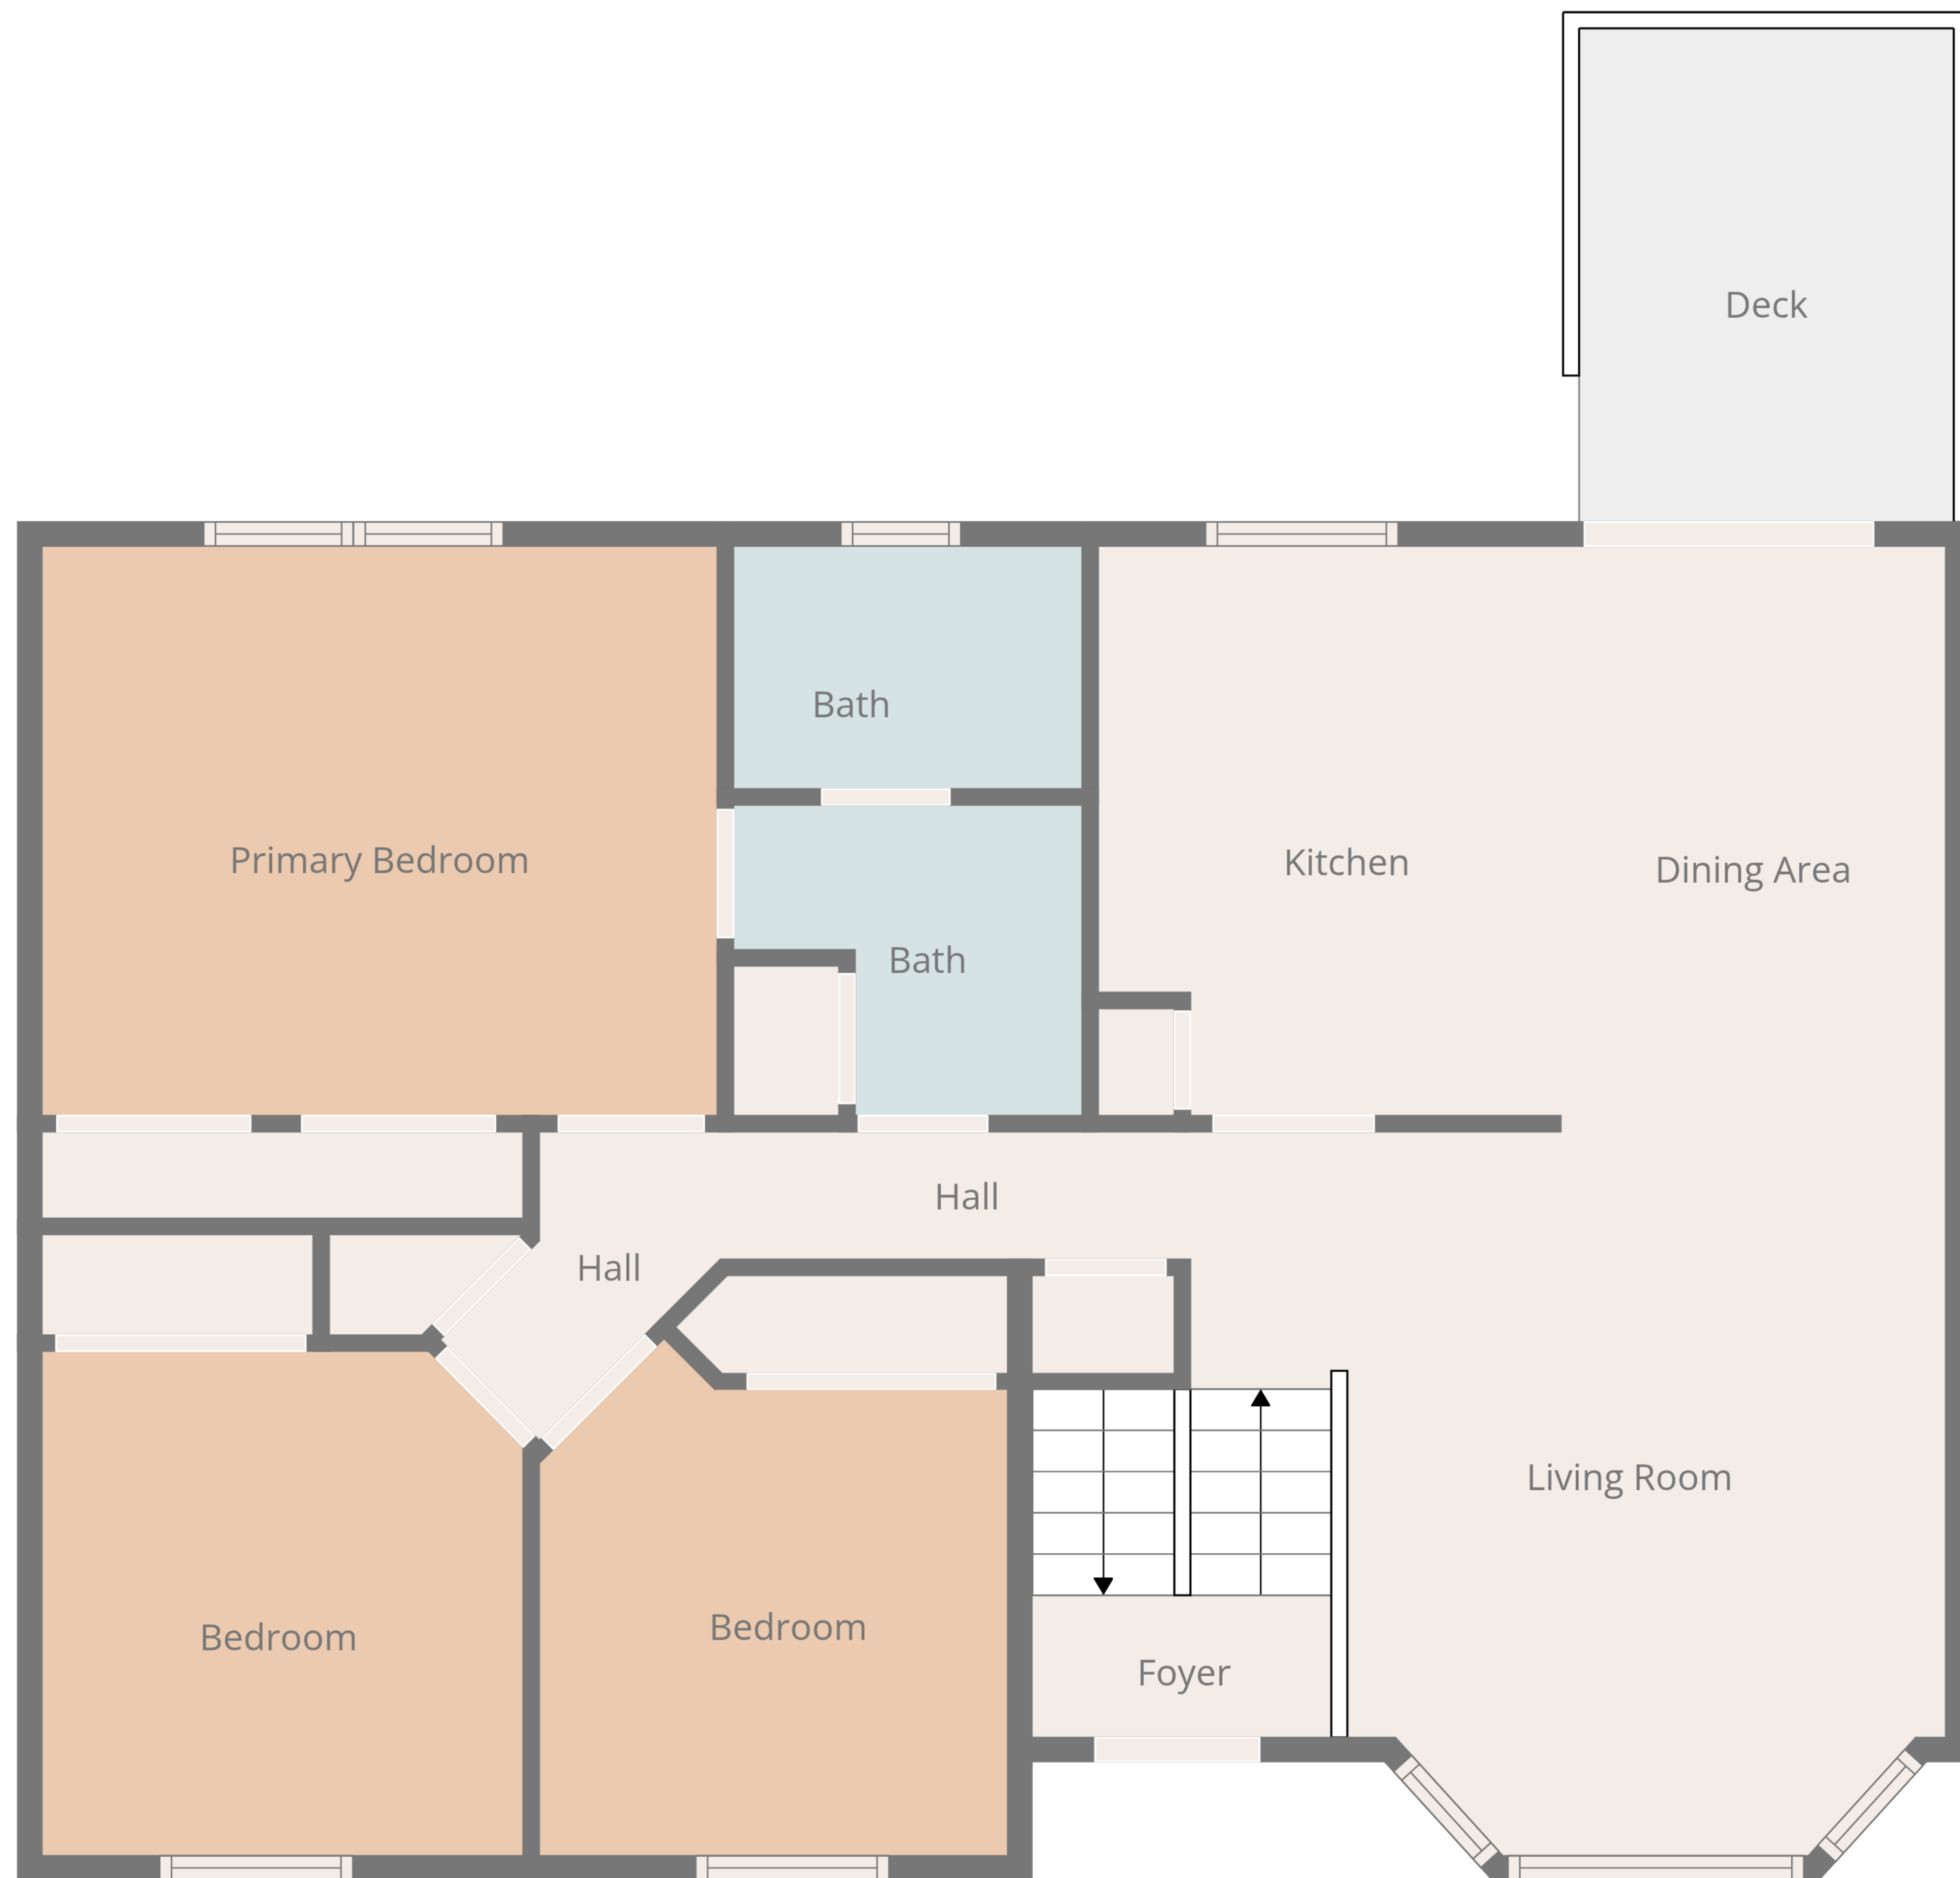 Deck
Bath
Primary Bedroom
Kitchen
Dining Area
Bath
Hall
Hall
Living Room
Bedroom
Bedroom
Foyer